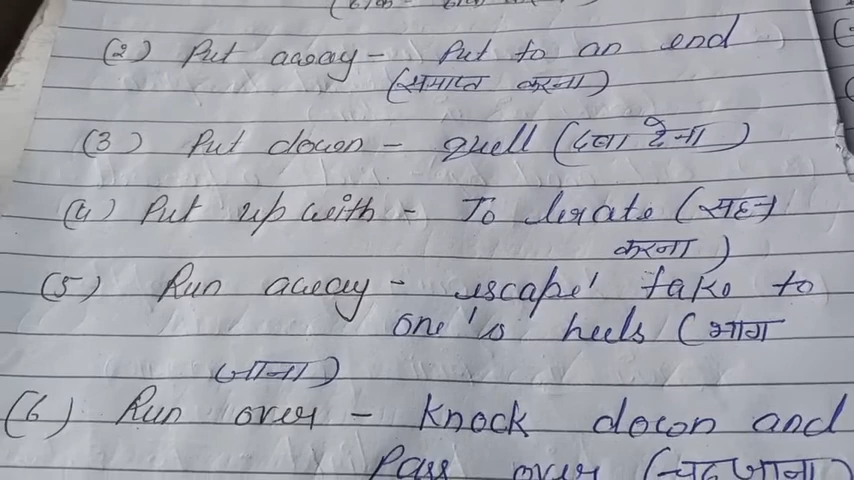 (2) Put away - Put to an end
(समाप्त करना)
(3) Put down - quell (दबा देना)
(4) Put up with - To lerate (सहन
करना)
(5) Run away - escape' take to
one's heels (भाग
जाना)
(6) Run over - Knock down and
Pass over (चढ़ जाना)